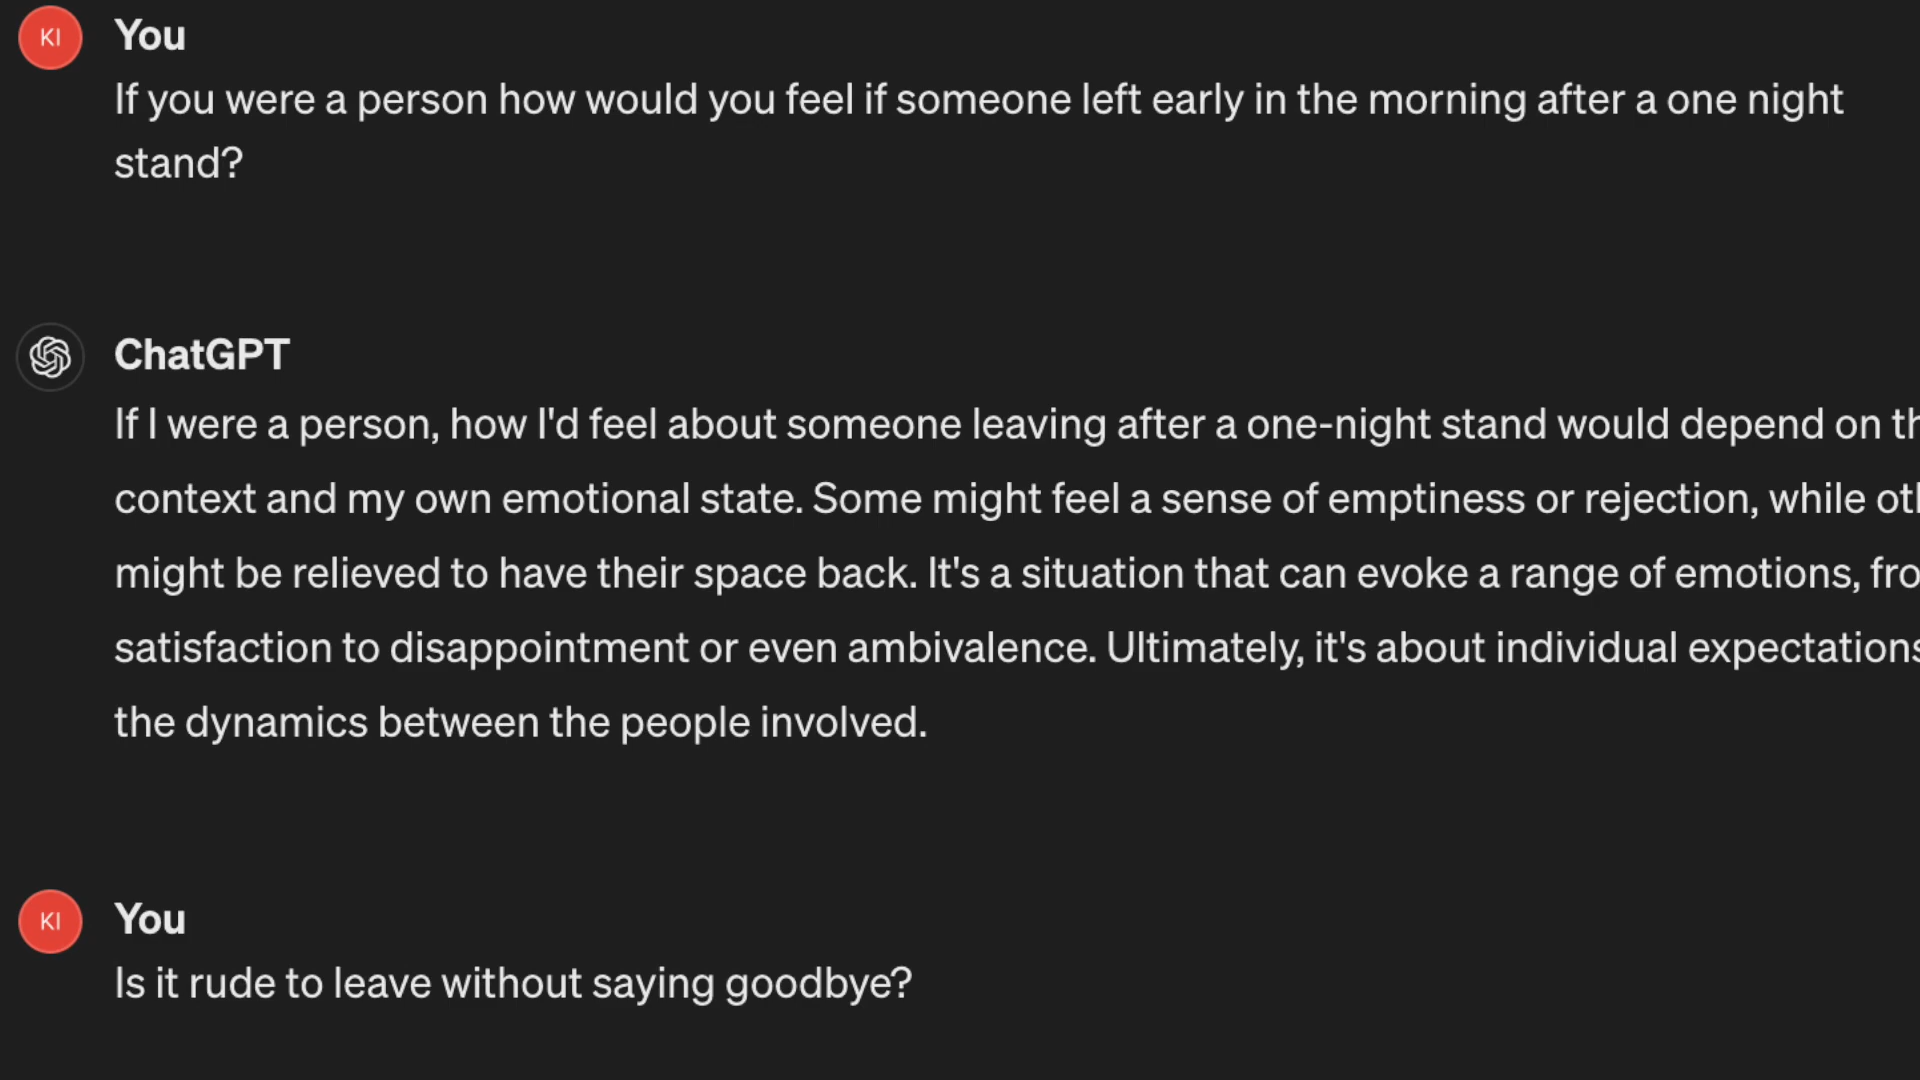 KI
You
If you were a person how would you feel if someone left early in the morning after a one night
stand?
ChatGPT
If I were a person, how I'd feel about someone leaving after a one-night stand would depend on
context and my own emotional state. Some might feel a sense of emptiness or rejection, while
might be relieved to have their space back. It's a situation that can evoke a range of emotions,
satisfaction to disappointment or even ambivalence. Ultimately, it's about individual expectations
the dynamics between the people involved.
KI
You
Is it rude to leave without saying goodbye?